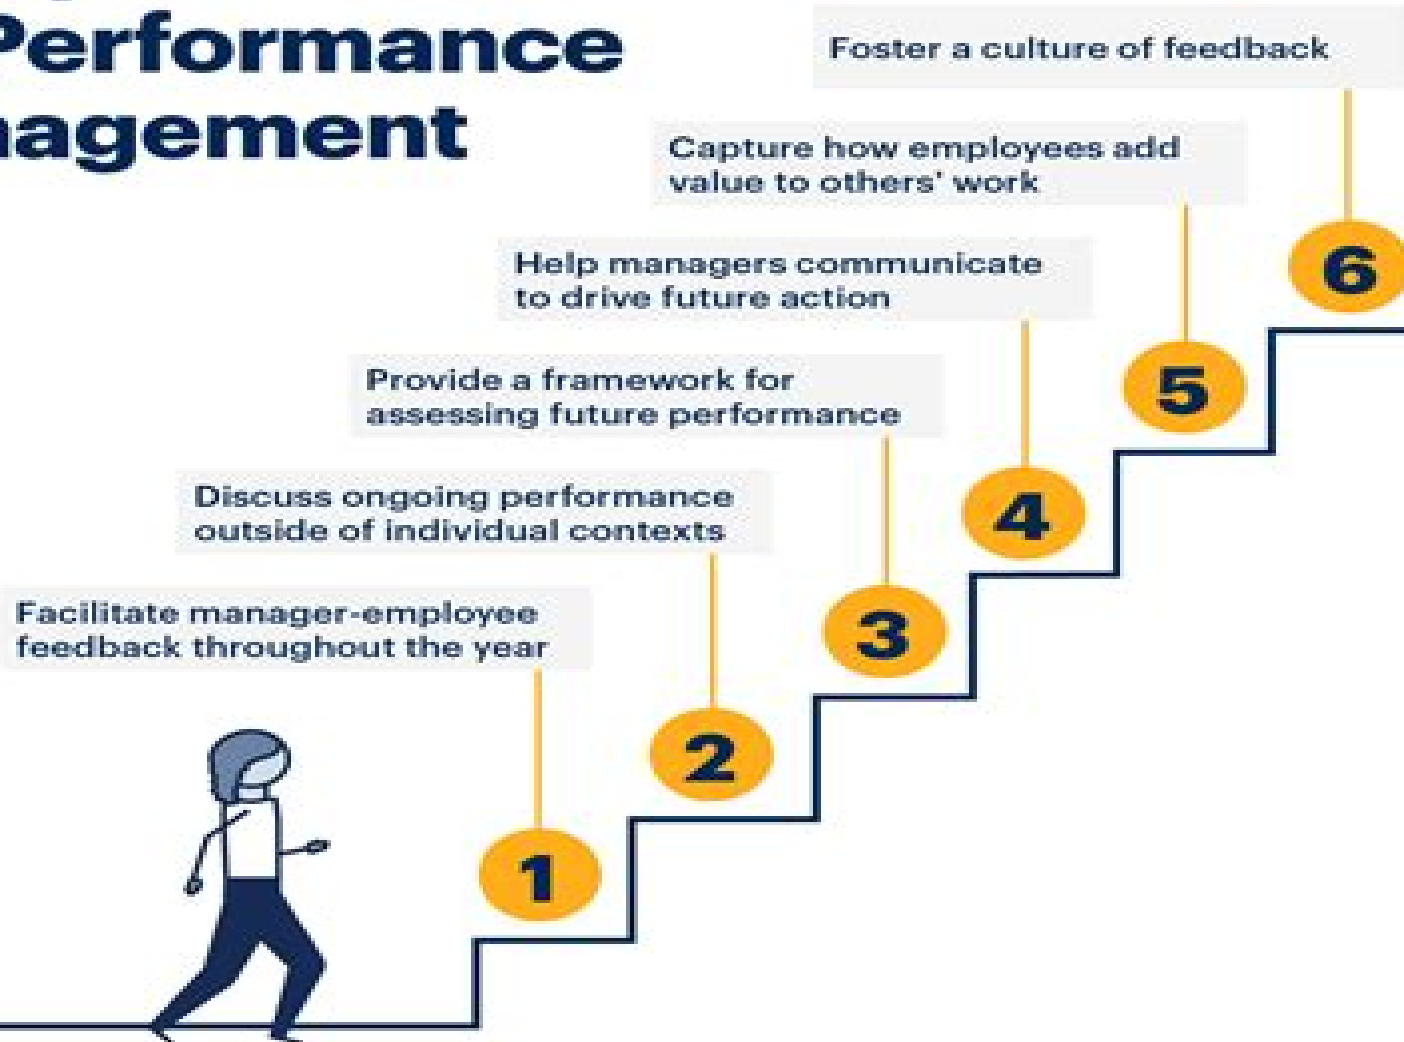 Performance
nagement
Foster a culture of feedback
6
Capture how employees add
value to others' work
5
Help managers communicate
to drive future action
4
Provide a framework for
assessing future performance
3
Discuss ongoing performance
outside of individual contexts
2
Facilitate manager-employee
feedback throughout the year
1